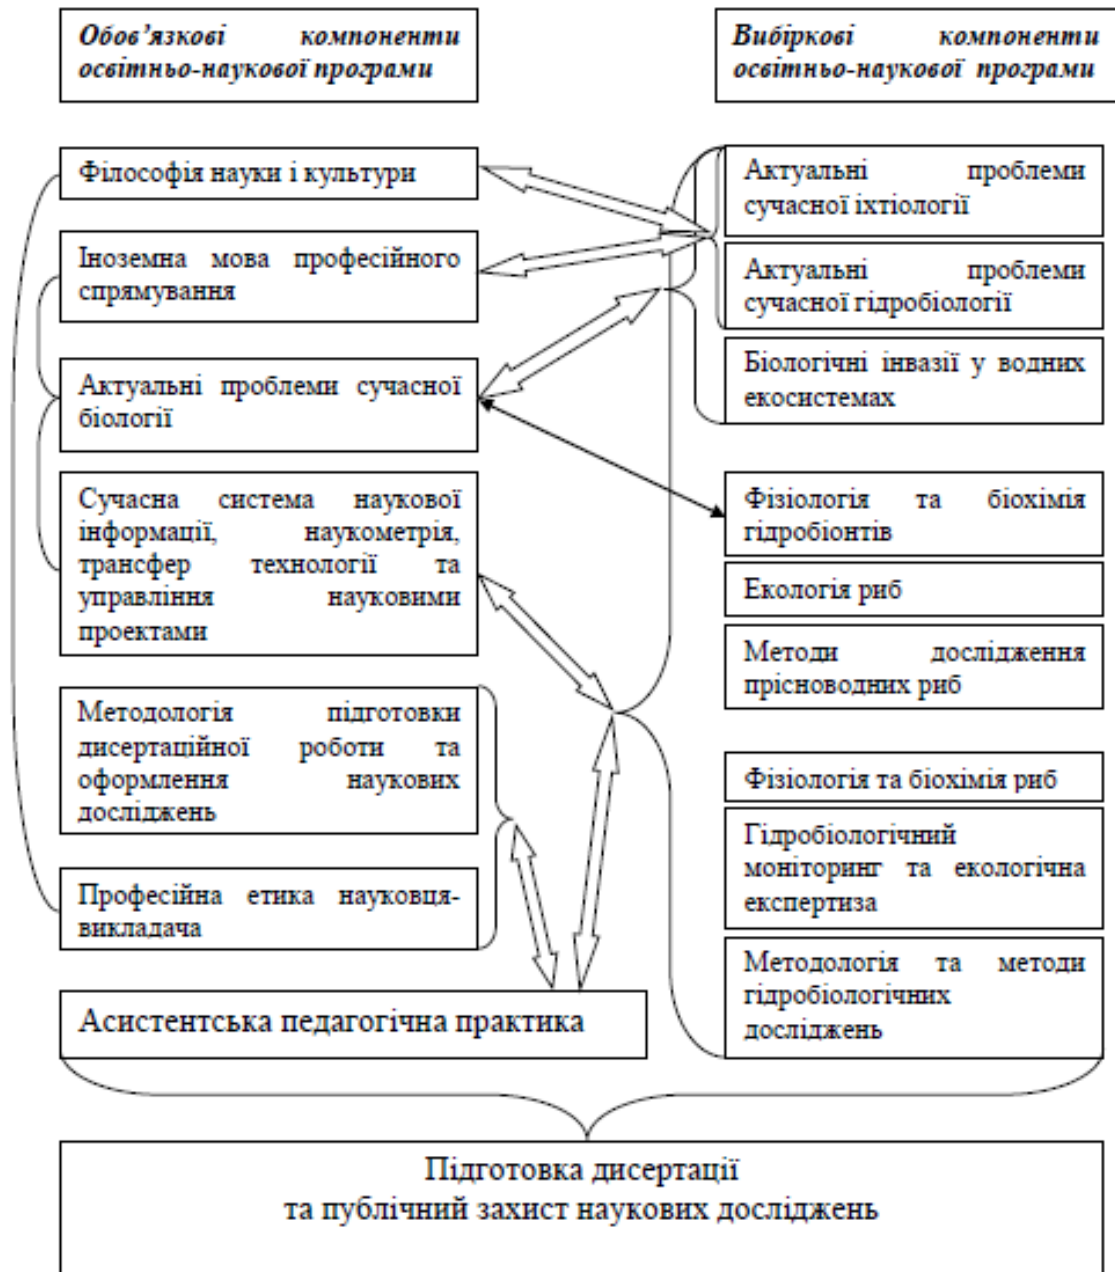 Обов’язкові компоненти
освітньо-наукової програми
Вибіркові компоненти
освітньо-наукової програми
Філософія науки і культури
Іноземна мова професійного
спрямування
Актуальні проблеми сучасної
біології
Сучасна система наукової
інформації, наукометрія,
трансфер технології та
управління науковими
проектами
Методологія підготовки
дисертаційної роботи та
оформлення наукових
досліджень
Професійна етика науковця-
викладача
Асистентська педагогічна практика
Актуальні проблеми
сучасної іхтіології
Актуальні проблеми
сучасної гідробіології
Біологічні інвазії у водних
екосистемах
Фізіологія та біохімія
гідробіонтів
Екологія риб
Методи дослідження
прісноводних риб
Фізіологія та біохімія риб
Гідробіологічний
моніторинг та екологічна
експертиза
Методологія та методи
гідробіологічних
досліджень
Підготовка дисертації
та публічний захист наукових досліджень